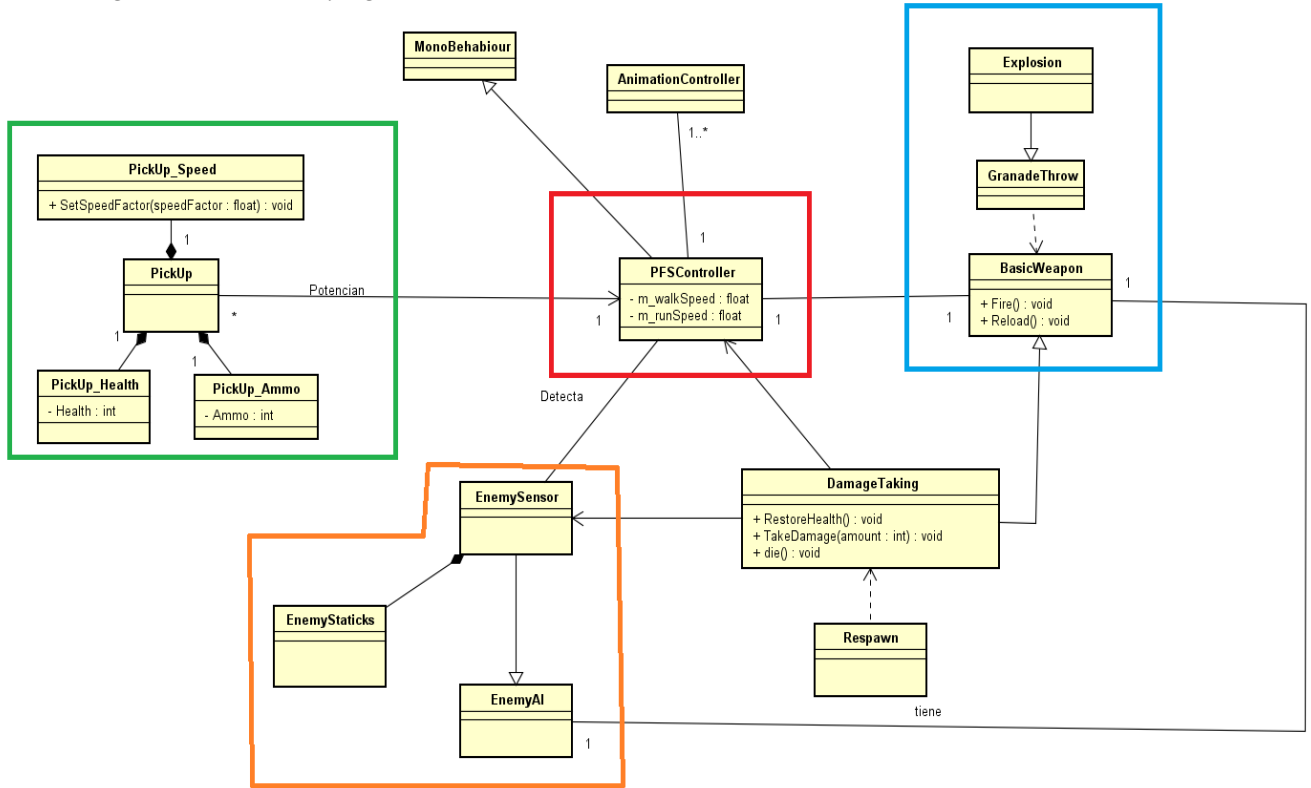 MonoBehabiour
AnimationController
1..*
1
Explosion
GranadeThrow
BasicWeapon
+ Fire() : void
+ Reload() : void
1
1
PickUp_Speed
+ SetSpeedFactor(speedFactor : float) : void
1
PickUp
*
1
1
PickUp_Health
- Health : int
PickUp_Ammo
- Ammo : int
Potencian
1
PFSController
- m_walkSpeed : float
- m_runSpeed : float
1
Detecta
EnemySensor
EnemyStaticks
EnemyAI
1
DamageTaking
+ RestoreHealth() : void
+ TakeDamage(amount : int) : void
+ die() : void
Respawn
tiene